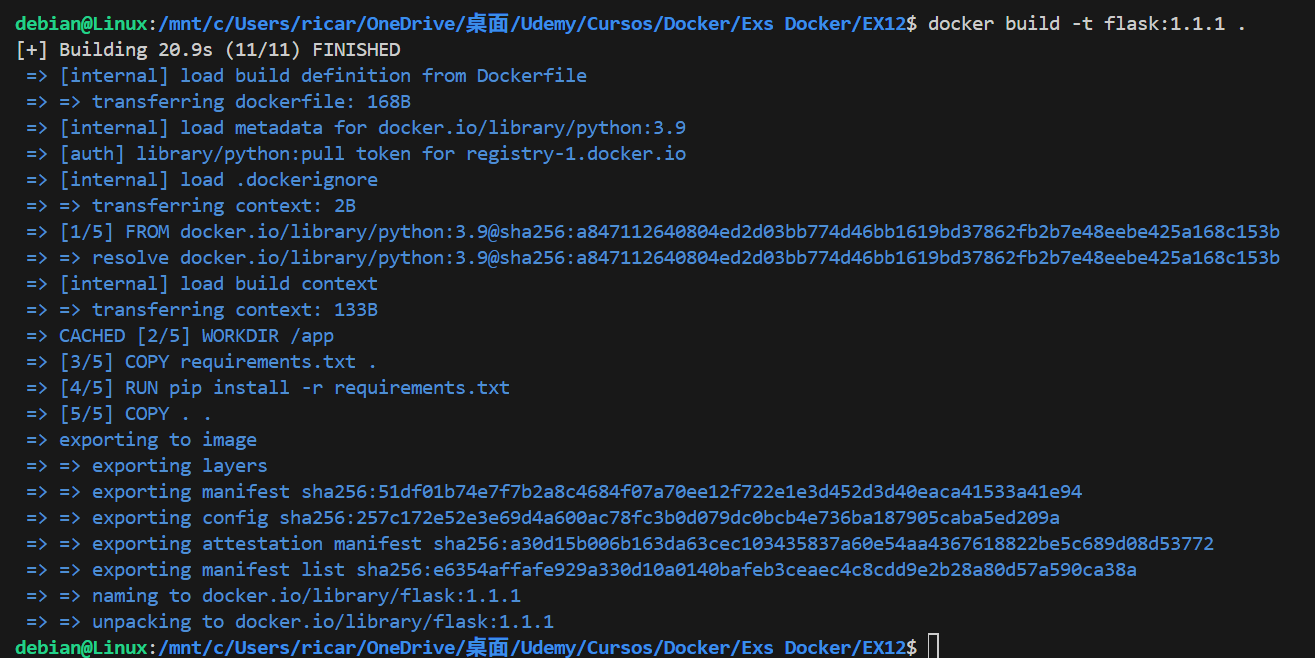 debian@Linux:/mnt/c/Users/ricar/OneDrive/桌面/Udemy/Cursos/Docker/Exs Docker/EX12$ docker build -t flask:1.1.1 .
[+] Building 20.9s (11/11) FINISHED
=> [internal] load build definition from Dockerfile
=> => transferring dockerfile: 168B
=> [internal] load metadata for docker.io/library/python:3.9
=> [auth] library/python:pull token for registry-1.docker.io
=> [internal] load .dockerignore
=> => transferring context: 2B
=> [1/5] FROM docker.io/library/python:3.9@sha256:a847112640804ed2d03bb774d46bb1619bd37862fb2b7e48eebe425a168c153b
=> => resolve docker.io/library/python:3.9@sha256:a847112640804ed2d03bb774d46bb1619bd37862fb2b7e48eebe425a168c153b
=> [internal] load build context
=> => transferring context: 133B
=> CACHED [2/5] WORKDIR /app
=> [3/5] COPY requirements.txt .
=> [4/5] RUN pip install -r requirements.txt
=> [5/5] COPY . .
=> exporting to image
=> => exporting layers
=> => exporting manifest sha256:51df01b74e7f7b2a8c4684f07a70ee12f722e1e3d452d3d40eaca41533a41e94
=> => exporting config sha256:257c172e52e3e69d4a600ac78fc3b0d079dc0bcb4e736ba187905caba5ed209a
=> => exporting attestation manifest sha256:a30d15b006b163da63cec103435837a60e54aa4367618822be5c689d08d53772
=> => exporting manifest list sha256:e6354affafe929a330d10a0140bafeb3ceaec4c8cdd9e2b28a80d57a590ca38a
=> => naming to docker.io/library/flask:1.1.1
=> => unpacking to docker.io/library/flask:1.1.1
debian@Linux:/mnt/c/Users/ricar/OneDrive/桌面/Udemy/Cursos/Docker/Exs Docker/EX12$